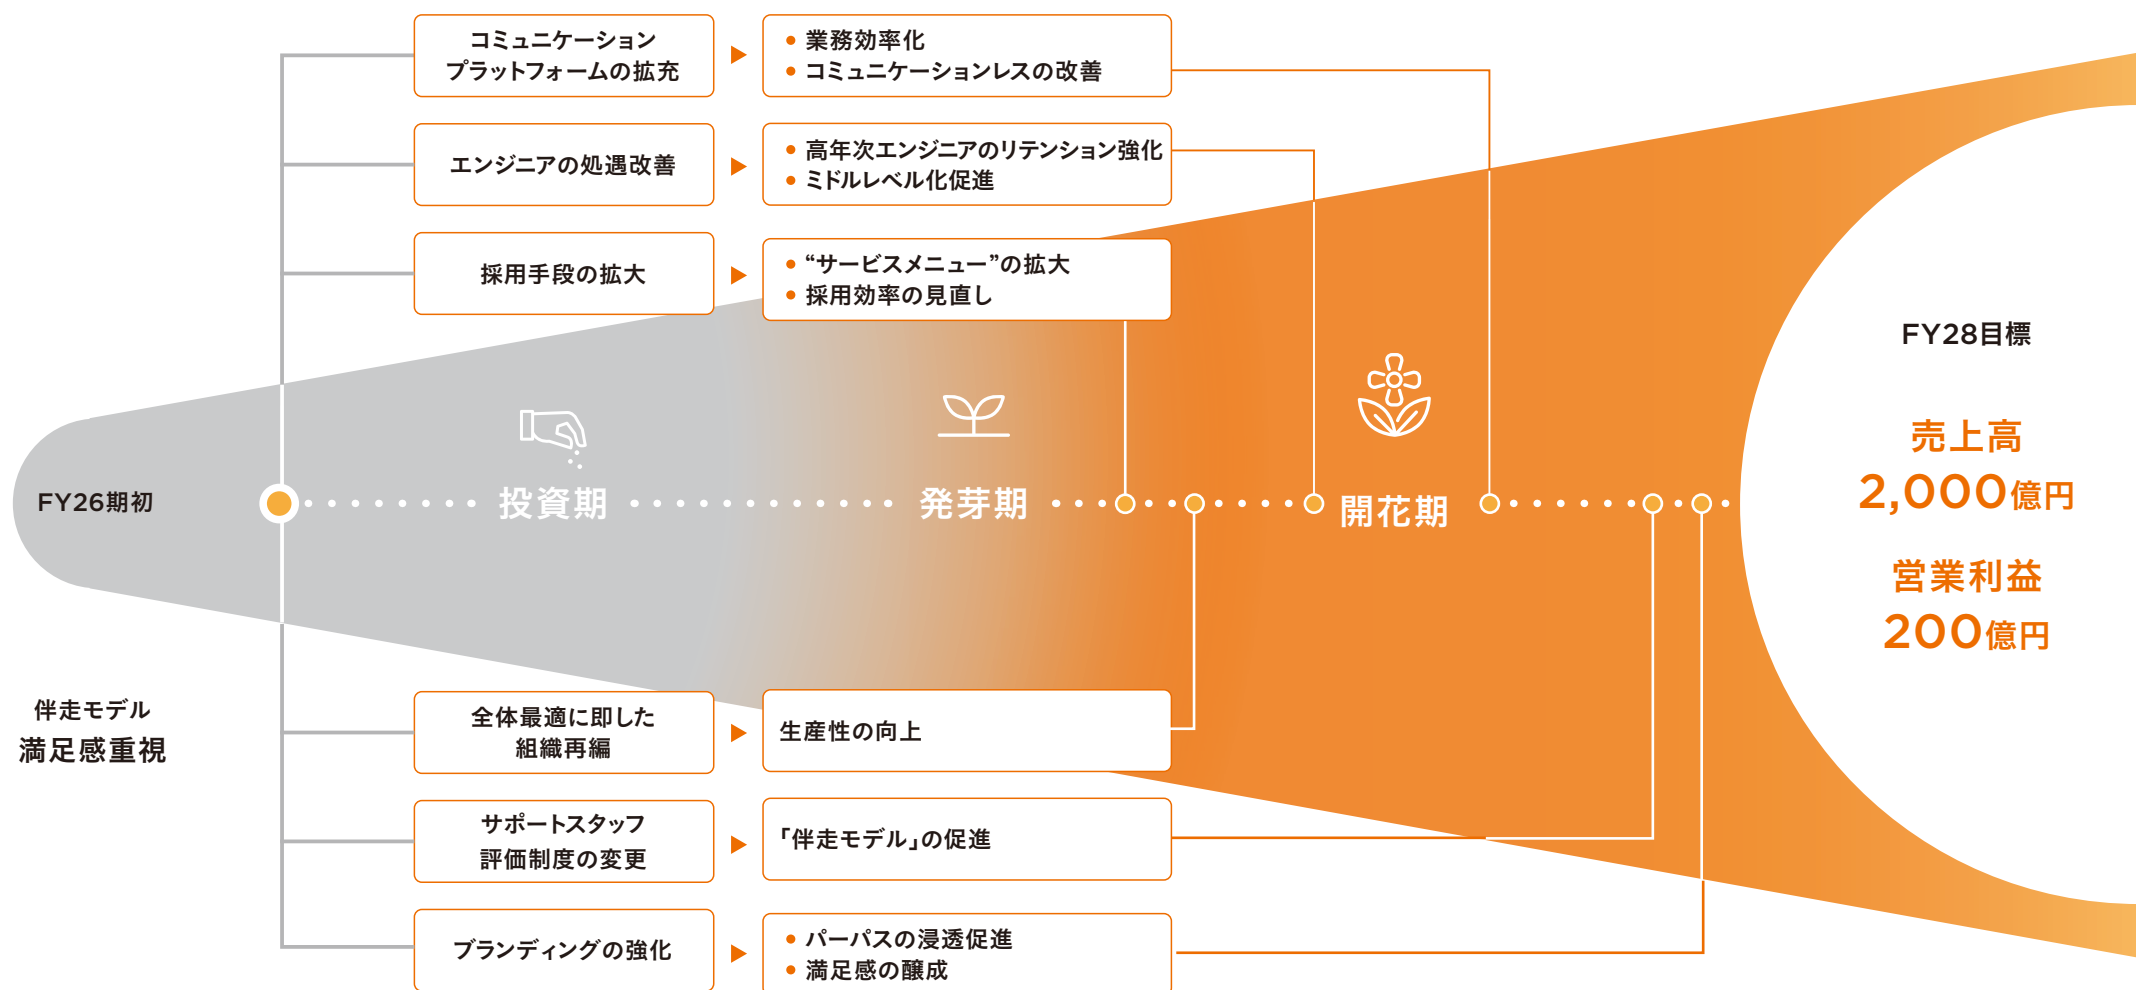 コミュニケーション
プラットフォームの拡充
業務効率化
コミュニケーションレスの改善
エンジニアの処遇改善
高年次エンジニアのリテンション強化
ミドルレベル化促進
採用手段の拡大
“サービスメニュー”の拡大
採用効率の見直し
FY26期初
投資期
発芽期
開花期
FY28目標
売上高
2,000億円
営業利益
200億円
伴走モデル
満足感重視
全体最適に即した
組織再編
生産性の向上
サポートスタッフ
評価制度の変更
「伴走モデル」の促進
ブランディングの強化
パーパスの浸透促進
満足感の醸成